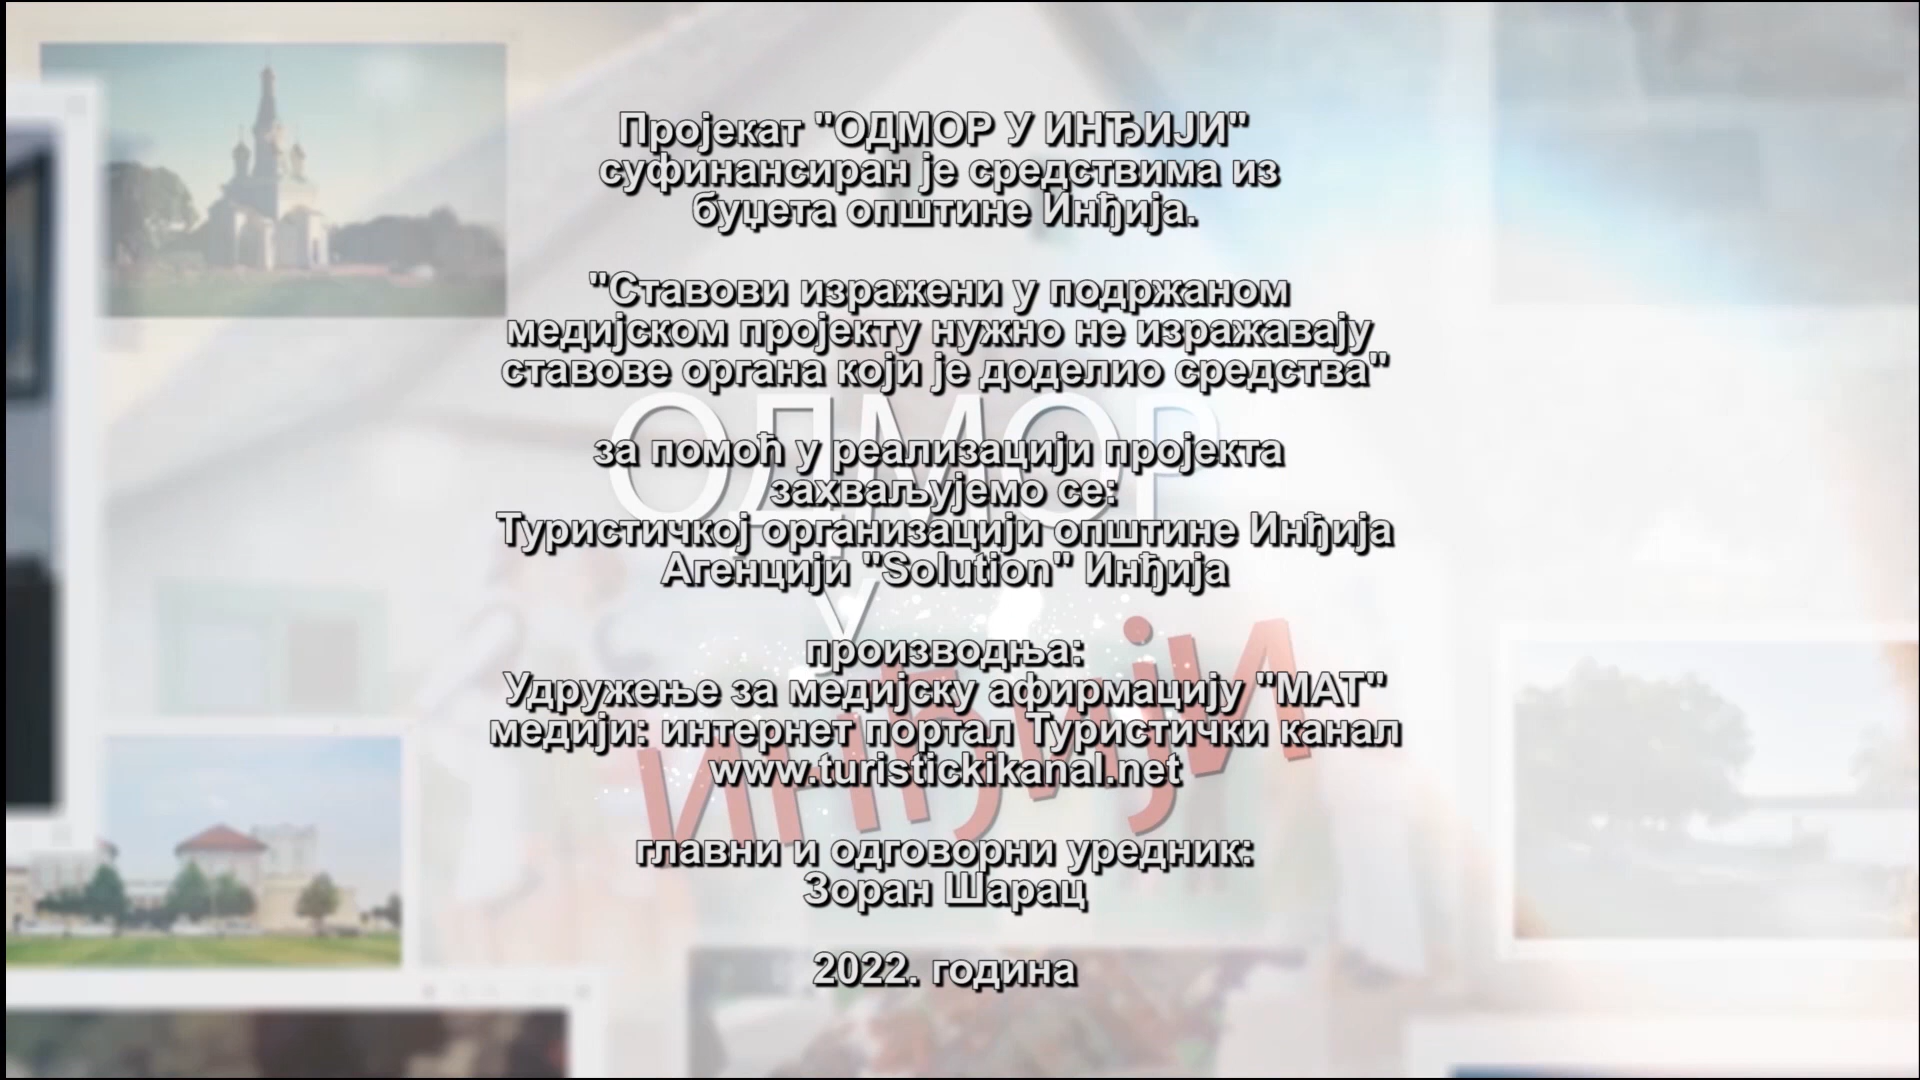 Пројекат "ОДМОР У ИНЂИЈИ"
суфинансиран је средствима из
буџета општине Инђија.
"Ставови изражени у подржаном
медијском пројекту нужно не изражавају
ставове органа који је доделио средства"
за помоћ у реализацији пројекта
захваљујемо се:
Туристичкој организацији општине Инђија
Агенцији "Solution" Инђија
производња:
Удружење за медијску афирмацију "МАТ"
медији: интернет портал Туристички канал
www.turistickikanal.net
главни и одговорни уредник:
Зоран Шарац
2022. година
ОДМОР
У
ИНЂИЈИ